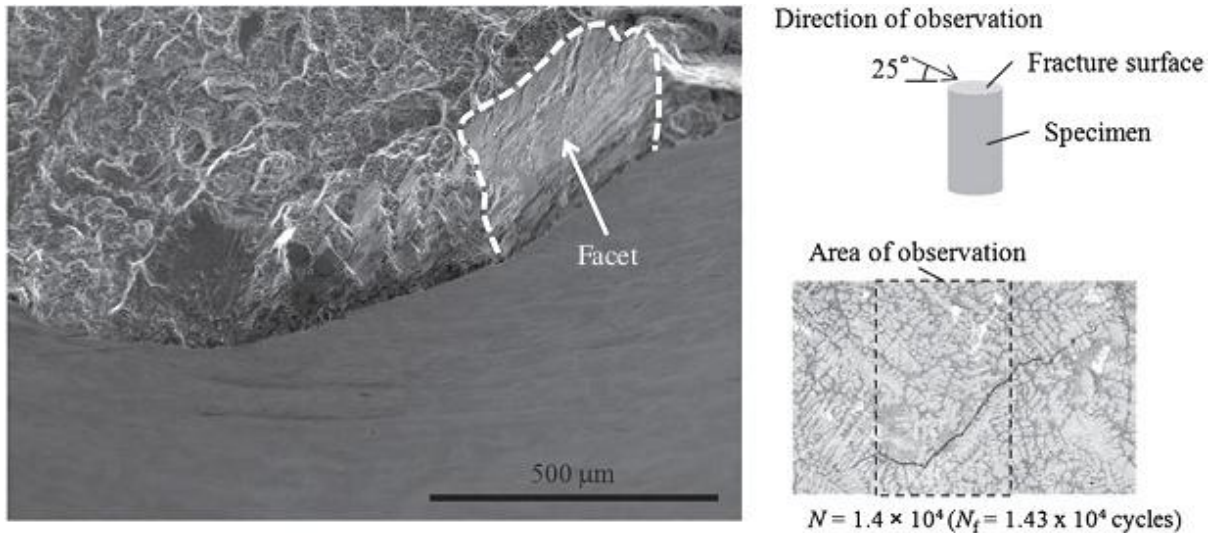 Facet
500 μm
Direction of observation
25°
Fracture surface
Specimen
Area of observation
N = 1.4 × 10⁴ (Nf = 1.43 x 10⁴ cycles)